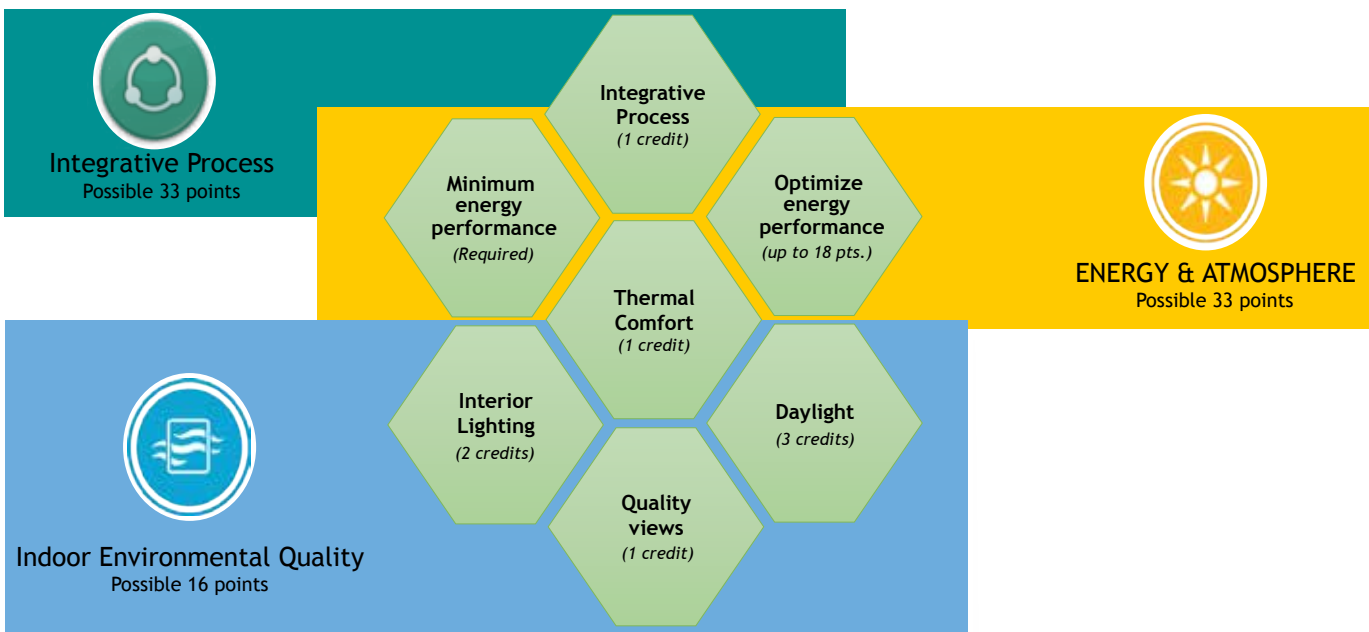 Integrative Process
Possible 33 points
Integrative
Process
(1 credit)
Minimum
energy
performance
(Required)
Optimize
energy
performance
(up to 18 pts.)
ENERGY & ATMOSPHERE
Possible 33 points
Thermal
Comfort
(1 credit)
Interior
Lighting
(2 credits)
Daylight
(3 credits)
Quality
views
(1 credit)
Indoor Environmental Quality
Possible 16 points